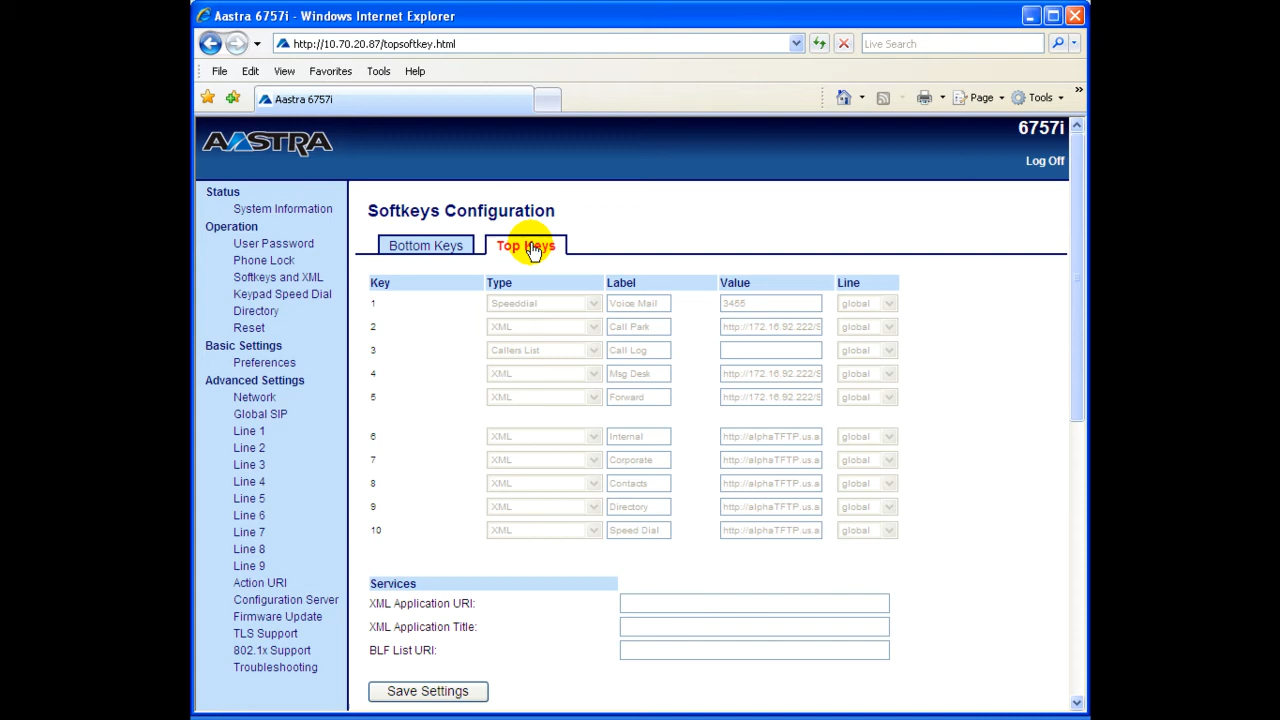 Aastra 6757i - Windows Internet Explorer
http://10.70.20.87/topsoftkey.html
Live Search
File Edit View Favorites Tools Help
Aastra 6757i
» Page Tools
AASTRA
6757i
Log Off
Status
System Information
Operation
User Password
Phone Lock
Softkeys and XML
Keypad Speed Dial
Directory
Reset
Basic Settings
Preferences
Advanced Settings
Network
Global SIP
Line 1
Line 2
Line 3
Line 4
Line 5
Line 6
Line 7
Line 8
Line 9
Action URI
Configuration Server
Firmware Update
TLS Support
802.1x Support
Troubleshooting
Softkeys Configuration
Bottom Keys Top Keys
Key Type Label Value Line
1 Speeddial Voice Mail 3455 global
2 XML Call Park http://172.16.92.222/S global
3 Callers List Call Log global
4 XML Msg Desk http://172.16.92.222/S global
5 XML Forward http://172.16.92.222/S global
6 XML Internal http://alphaTFTP.us.a global
7 XML Corporate http://alphaTFTP.us.a global
8 XML Contacts http://alphaTFTP.us.a global
9 XML Directory http://alphaTFTP.us.a global
10 XML Speed Dial http://alphaTFTP.us.a global
Services
XML Application URI:
XML Application Title:
BLF List URI:
Save Settings